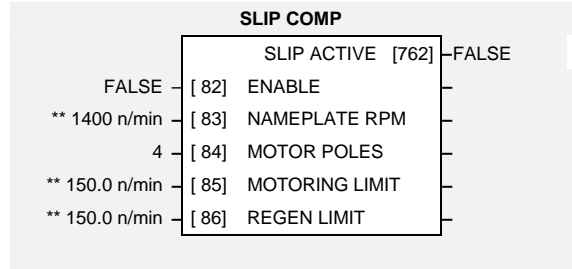 SLIP COMP
SLIP ACTIVE [762] FALSE
FALSE [ 82] ENABLE
** 1400 n/min [ 83] NAMEPLATE RPM
4 [ 84] MOTOR POLES
** 150.0 n/min [ 85] MOTORING LIMIT
** 150.0 n/min [ 86] REGEN LIMIT